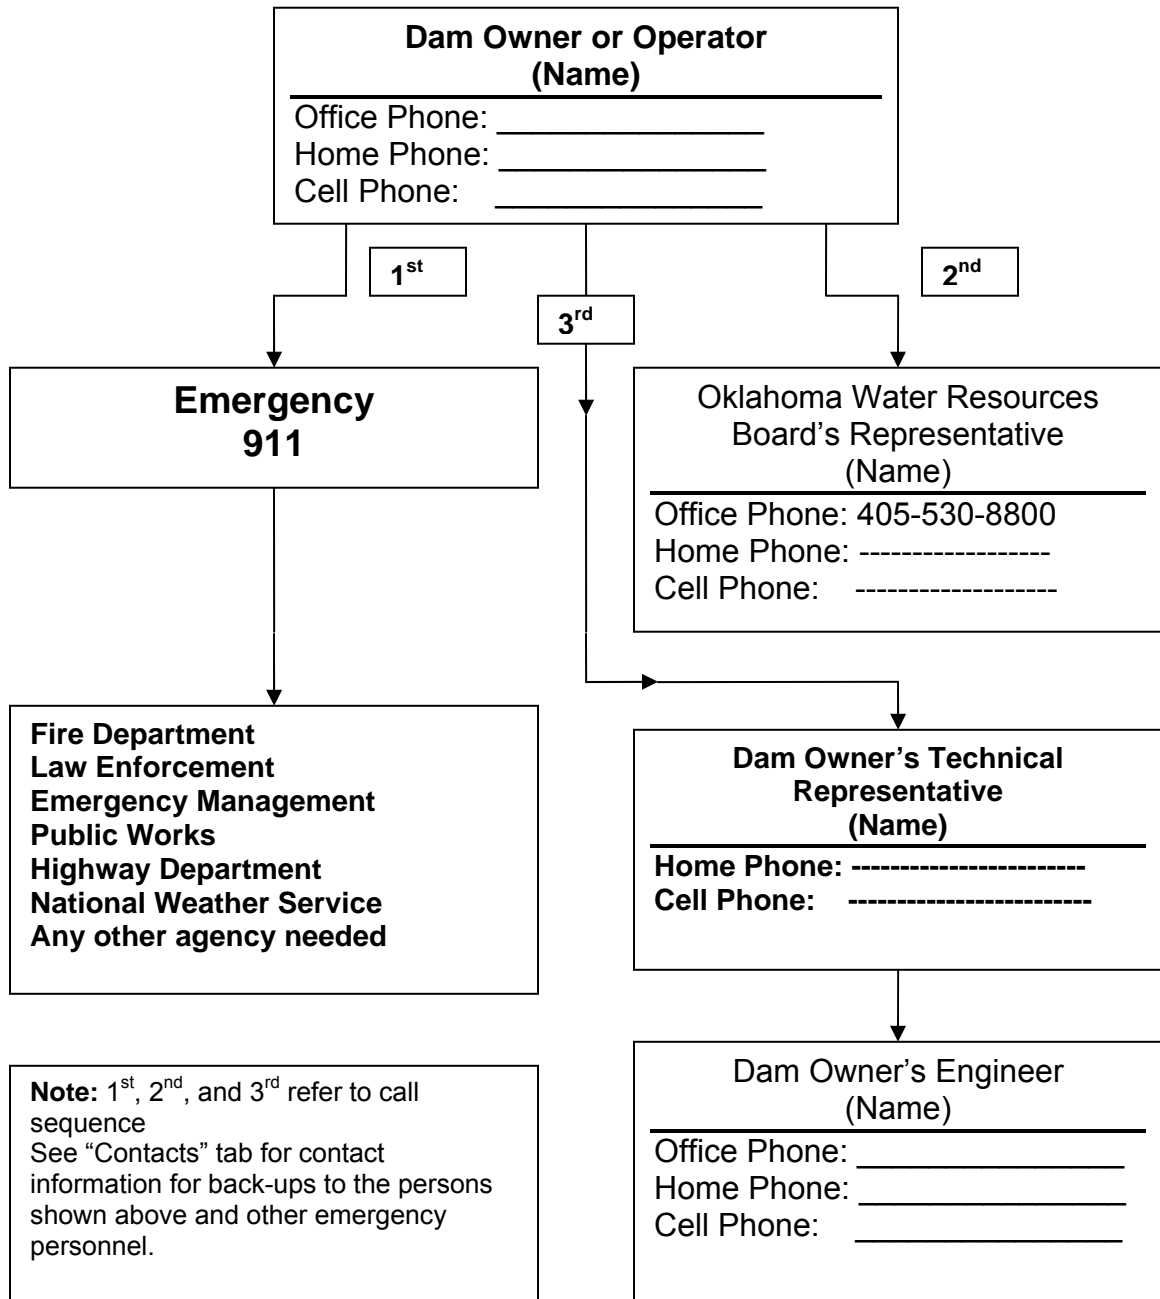 Dam Owner or Operator
(Name)
Office Phone: _______________
Home Phone: _______________
Cell Phone: _______________
1st
2nd
3rd
Emergency
911
Oklahoma Water Resources
Board’s Representative
(Name)
Office Phone: 405-530-8800
Home Phone: ------------------
Cell Phone: -------------------
Fire Department
Law Enforcement
Emergency Management
Public Works
Highway Department
National Weather Service
Any other agency needed
Dam Owner’s Technical
Representative
(Name)
Home Phone: ------------------------
Cell Phone: -------------------------
Note: 1st, 2nd, and 3rd refer to call
sequence
See “Contacts” tab for contact
information for back-ups to the persons
shown above and other emergency
personnel.
Dam Owner’s Engineer
(Name)
Office Phone: _______________
Home Phone: _______________
Cell Phone: _______________